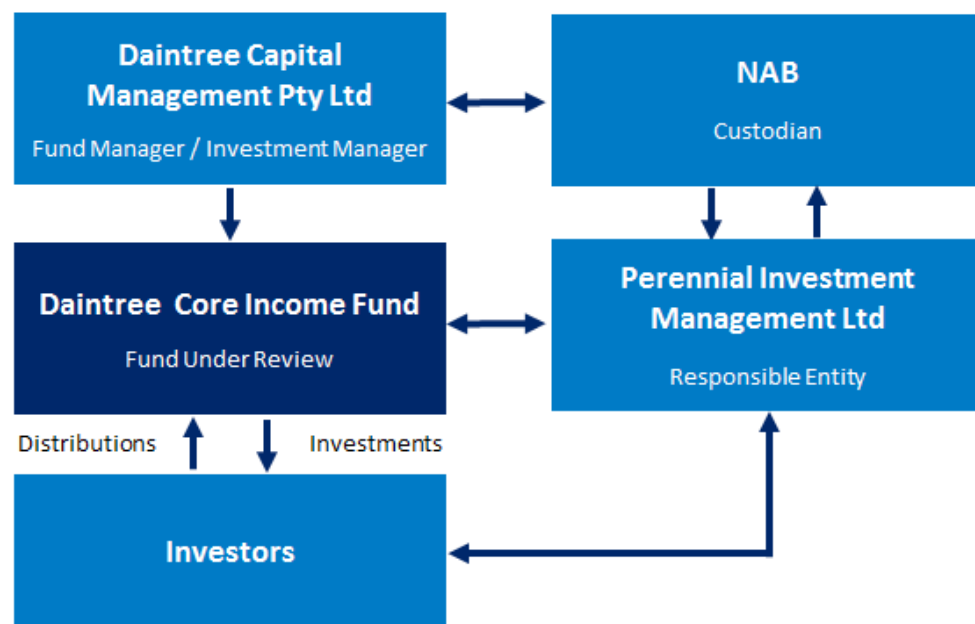 Daintree Capital
Management Pty Ltd
Fund Manager / Investment Manager
NAB
Custodian
Daintree Core Income Fund
Fund Under Review
Perennial Investment
Management Ltd
Responsible Entity
Distributions
Investments
Investors